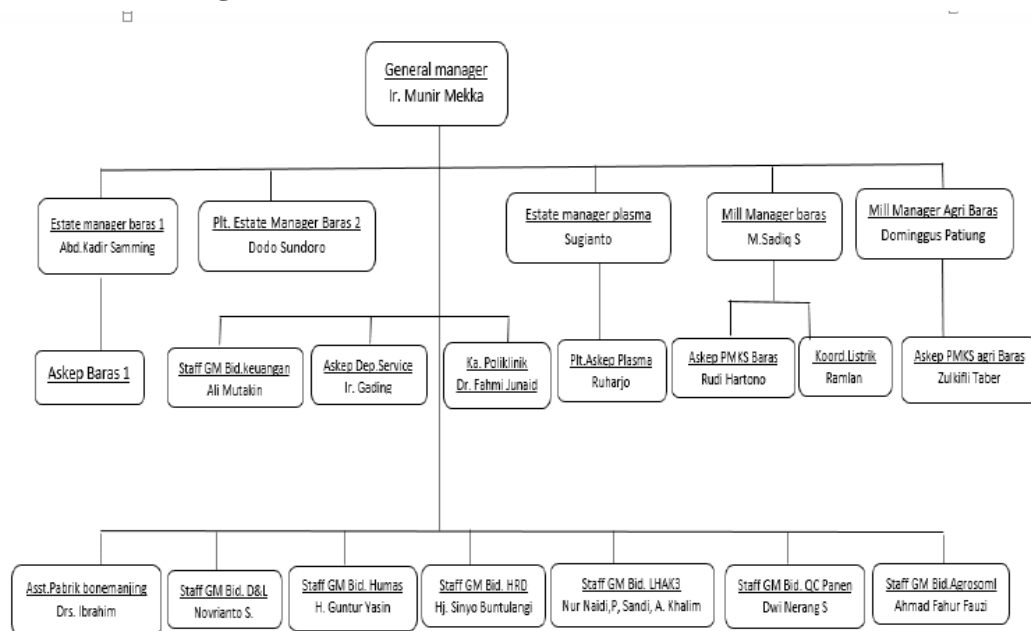 General manager
Ir. Munir Mekka
Estate manager baras 1
Abd.Kadir Samming
Plt. Estate Manager Baras 2
Dodo Sundoro
Estate manager plasma
Sugianto
Mill Manager baras
M.Sadiq S
Mill Manager Agri Baras
Dominggus Patiung
Askep Baras 1
Staff GM Bid.keuangan
Ali Mutakin
Askep Dep.Service
Ir. Gading
Ka. Poliklinik
Dr. Fahmi Junaid
Plt.Askep Plasma
Ruharjo
Askep PMKS Baras
Rudi Hartono
Koord.Listrik
Ramlan
Askep PMKS agri Baras
Zulkifli Taber
Asst.Pabrik bonemanjing
Drs. Ibrahim
Staff GM Bid. D&L
Novrianto S.
Staff GM Bid. Humas
H. Guntur Yasin
Staff GM Bid. HRD
Hj. Sinyo Buntulangi
Staff GM Bid. LHAK3
Nur Naidi,P, Sandi, A. Khalim
Staff GM Bid. QC Panen
Dwi Nerang S
Staff GM Bid.Agrosoml
Ahmad Fahur Fauzi